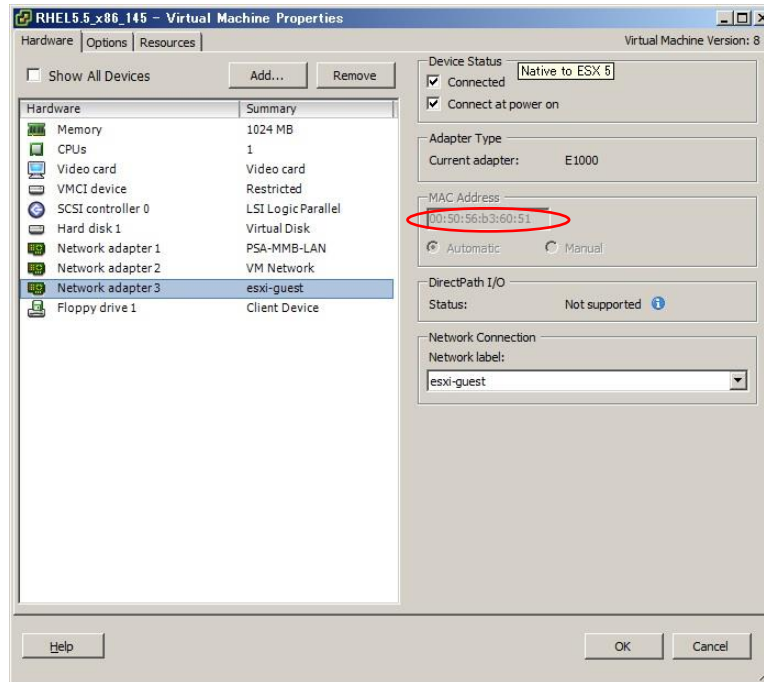 RHEL5.5_x86_145 - Virtual Machine Properties
Hardware Options Resources
Virtual Machine Version: 8
Show All Devices
Add...
Remove
Hardware Summary
Memory 1024 MB
CPUs 1
Video card Video card
VMCI device Restricted
SCSI controller 0 LSI Logic Parallel
Hard disk 1 Virtual Disk
Network adapter 1 PSA-MMB-LAN
Network adapter 2 VM Network
Network adapter 3 esxi-guest
Floppy drive 1 Client Device
Device Status
Native to ESX 5
Connected
Connect at power on
Adapter Type
Current adapter: E1000
MAC Address
00:50:56:b3:60:51
Automatic Manual
DirectPath I/O
Status: Not supported
Network Connection
Network label:
esxi-guest
Help
OK
Cancel